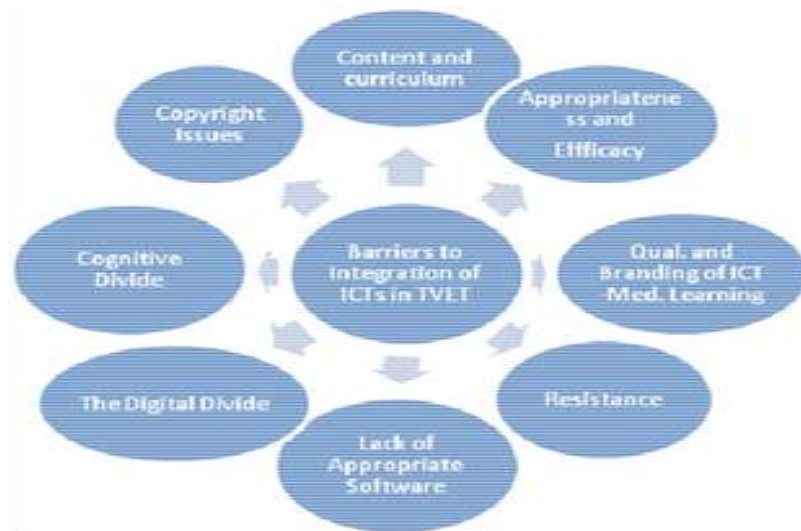 Content and
curriculum
Appropriatene
ss and
Efficacy
Qual. and
Branding of ICT
-Med. Learning
Resistance
Lack of
Appropriate
Software
The Digital Divide
Cognitive
Divide
Copyright
Issues
Barriers to
Integration of
ICTs in TVET